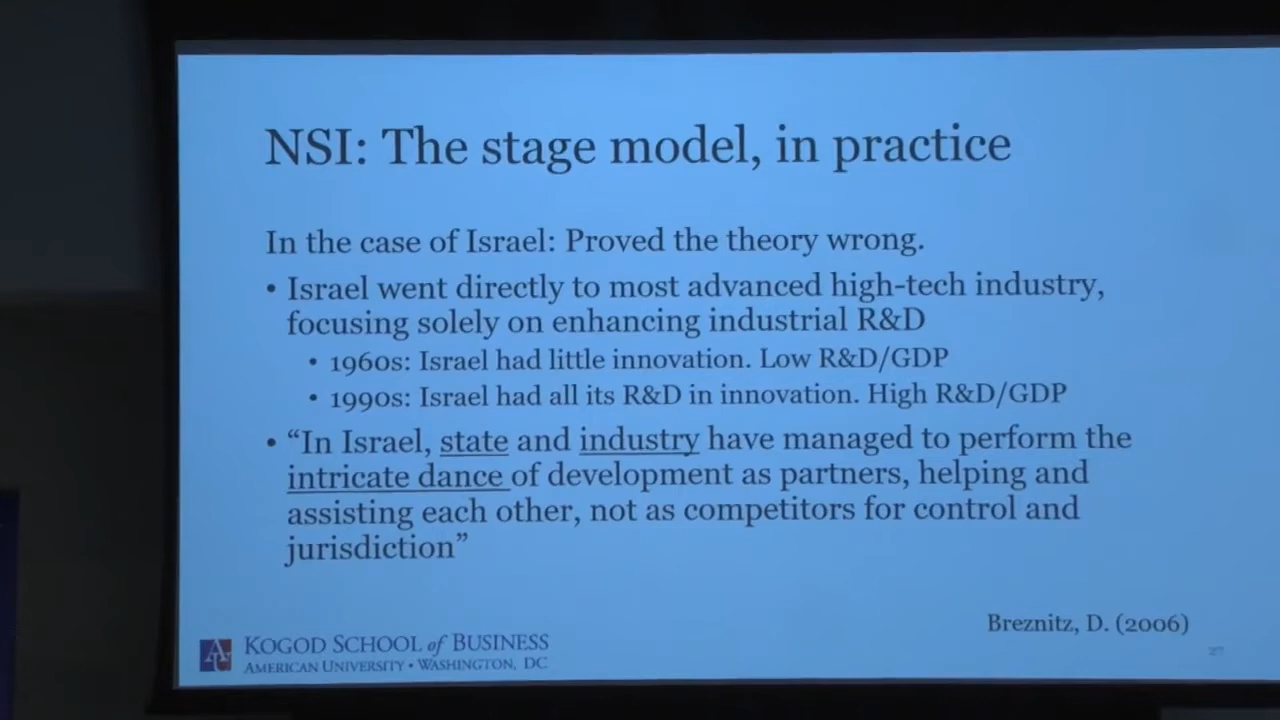 NSI: The stage model, in practice
In the case of Israel: Proved the theory wrong.
• Israel went directly to most advanced high-tech industry,
focusing solely on enhancing industrial R&D
• 1960s: Israel had little innovation. Low R&D/GDP
• 1990s: Israel had all its R&D in innovation. High R&D/GDP
• “In Israel, state and industry have managed to perform the
intricate dance of development as partners, helping and
assisting each other, not as competitors for control and
jurisdiction”
Breznitz, D. (2006)
KOGOD SCHOOL of BUSINESS
AMERICAN UNIVERSITY • WASHINGTON, DC
27